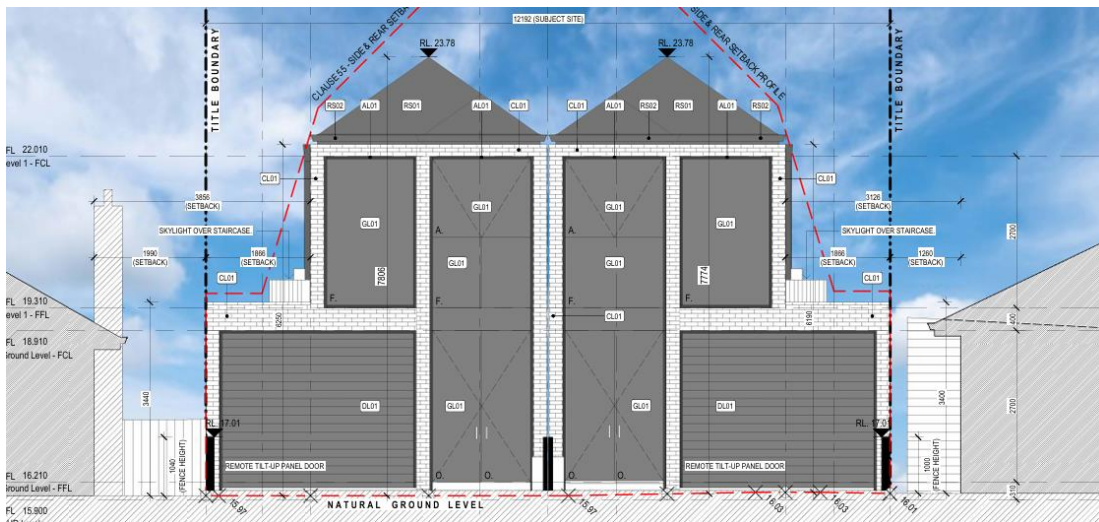 12192 (SUBJECT SITE)
TITLE BOUNDARY
CLAUSE 55 - SIDE & REAR SETBACK
SIDE & REAR SETBACK PROFILE
TITLE BOUNDARY
RL. 23.78
RL. 23.78
RS02
AL01
RS01
AL01
CL01
CL01
AL01
RS01
AL01
RS02
FL 22.010
Level 1 - FCL
CL01
CL01
3856
(SETBACK)
3126
(SETBACK)
GL01
GL01
GL01
GL01
SKYLIGHT OVER STAIRCASE.
A.
A.
SKYLIGHT OVER STAIRCASE.
2700
1990
(SETBACK)
1866
(SETBACK)
GL01
GL01
1866
(SETBACK)
1260
(SETBACK)
7806
7774
CL01
CL01
F.
F.
F.
F.
FL 19.310
Level 1 - FFL
6250
CL01
6190
400
FL 18.910
Ground Level - FCL
3440
DL01
GL01
GL01
DL01
3400
2700
RL. 17.01
RL. 17.0
1040
(FENCE HEIGHT)
REMOTE TILT-UP PANEL DOOR
REMOTE TILT-UP PANEL DOOR
1000
(FENCE HEIGHT)
FL 16.210
Ground Level - FFL
O.
O.
O.
O.
310
FL 15.900
15.97
NATURAL GROUND LEVEL
15.97
16.03
16.03
16.01